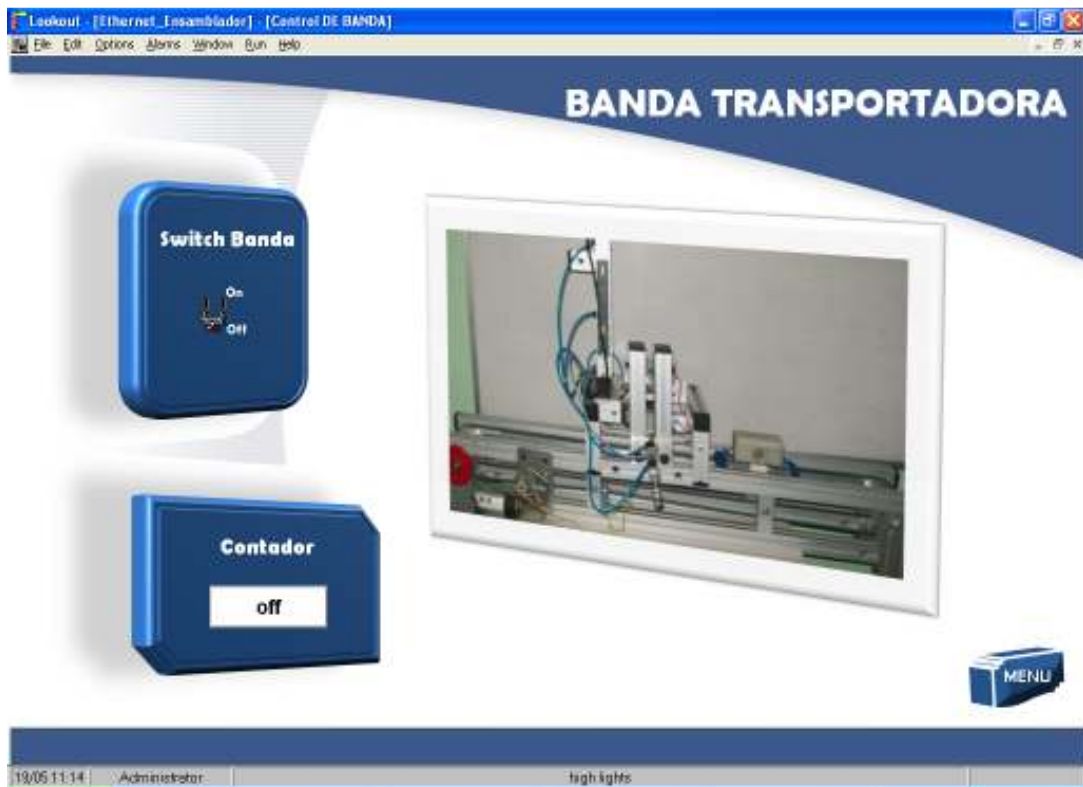 Lookout - [Ethernet_Ensamblador] - [Control DE BANDA]
File Edit Options Alarms Window Run Help
BANDA TRANSPORTADORA
Switch Banda
On
Off
Contador
off
MENU
19/05 11:14 Administrator high lights